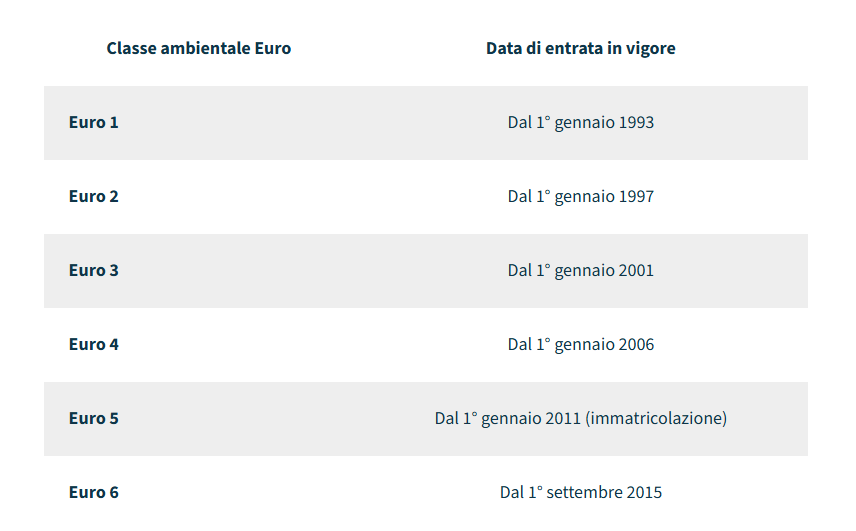 Classe ambientale Euro Data di entrata in vigore
Euro 1 Dal 1° gennaio 1993
Euro 2 Dal 1° gennaio 1997
Euro 3 Dal 1° gennaio 2001
Euro 4 Dal 1° gennaio 2006
Euro 5 Dal 1° gennaio 2011 (immatricolazione)
Euro 6 Dal 1° settembre 2015